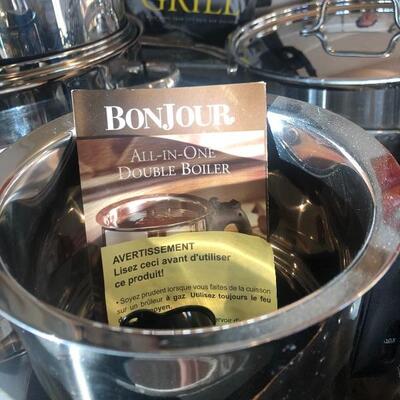 GRILL
BONJOUR
ALL-IN-ONE
DOUBLE BOILER
AVERTISSEMENT
Lisez ceci avant d'utiliser
ce produit!
• Soyez prudent lorsque vous faites de la cuisson
sur un brûleur à gaz. Utilisez toujours le feu
moyen